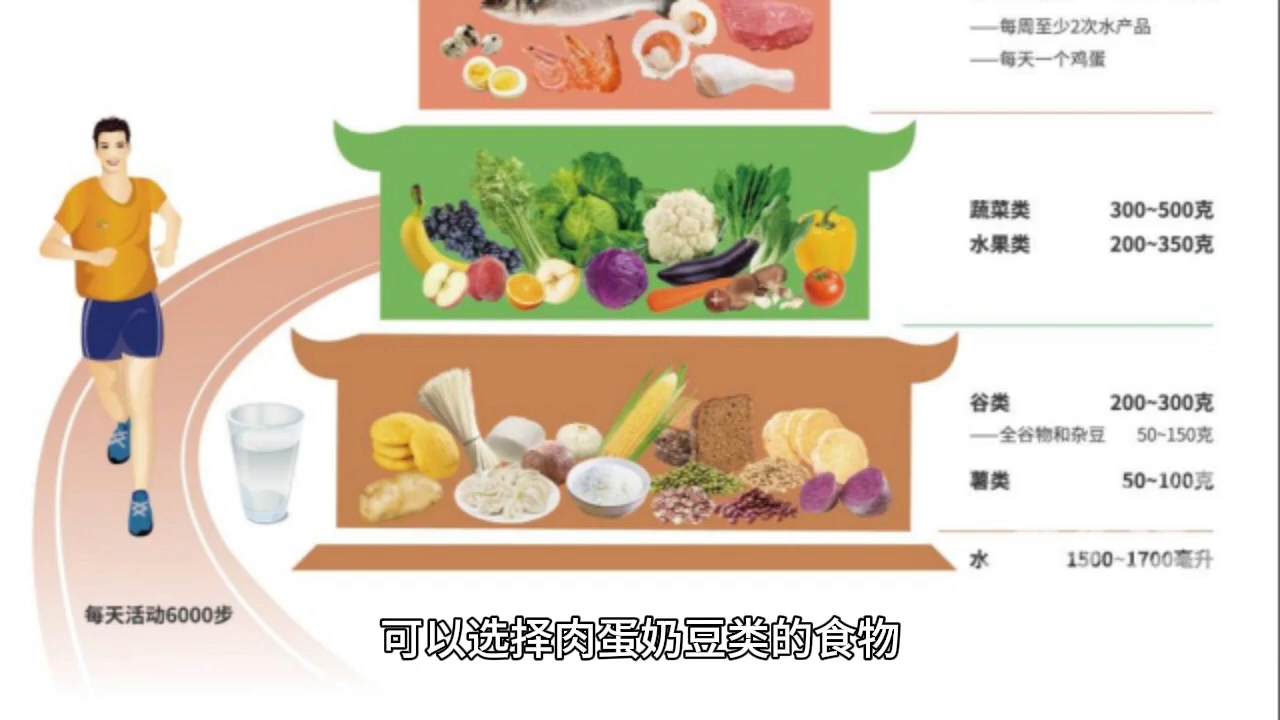 ——每周至少2次水产品
——每天一个鸡蛋
蔬菜类 300~500克
水果类 200~350克
谷类 200~300克
——全谷物和杂豆 50~150克
薯类 50~100克
水 1500~1700毫升
每天活动6000步
可以选择肉蛋奶豆类的食物